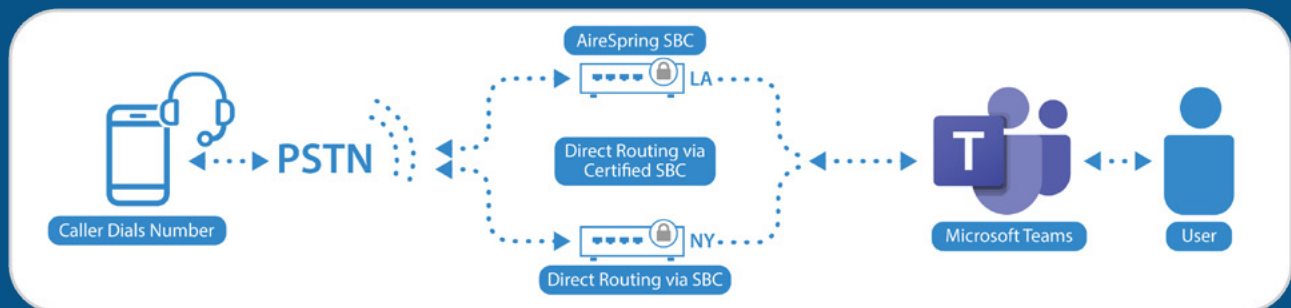 AireSpring SBC
LA
PSTN
Direct Routing via
Certified SBC
T
Caller Dials Number
NY
Microsoft Teams
User
Direct Routing via SBC